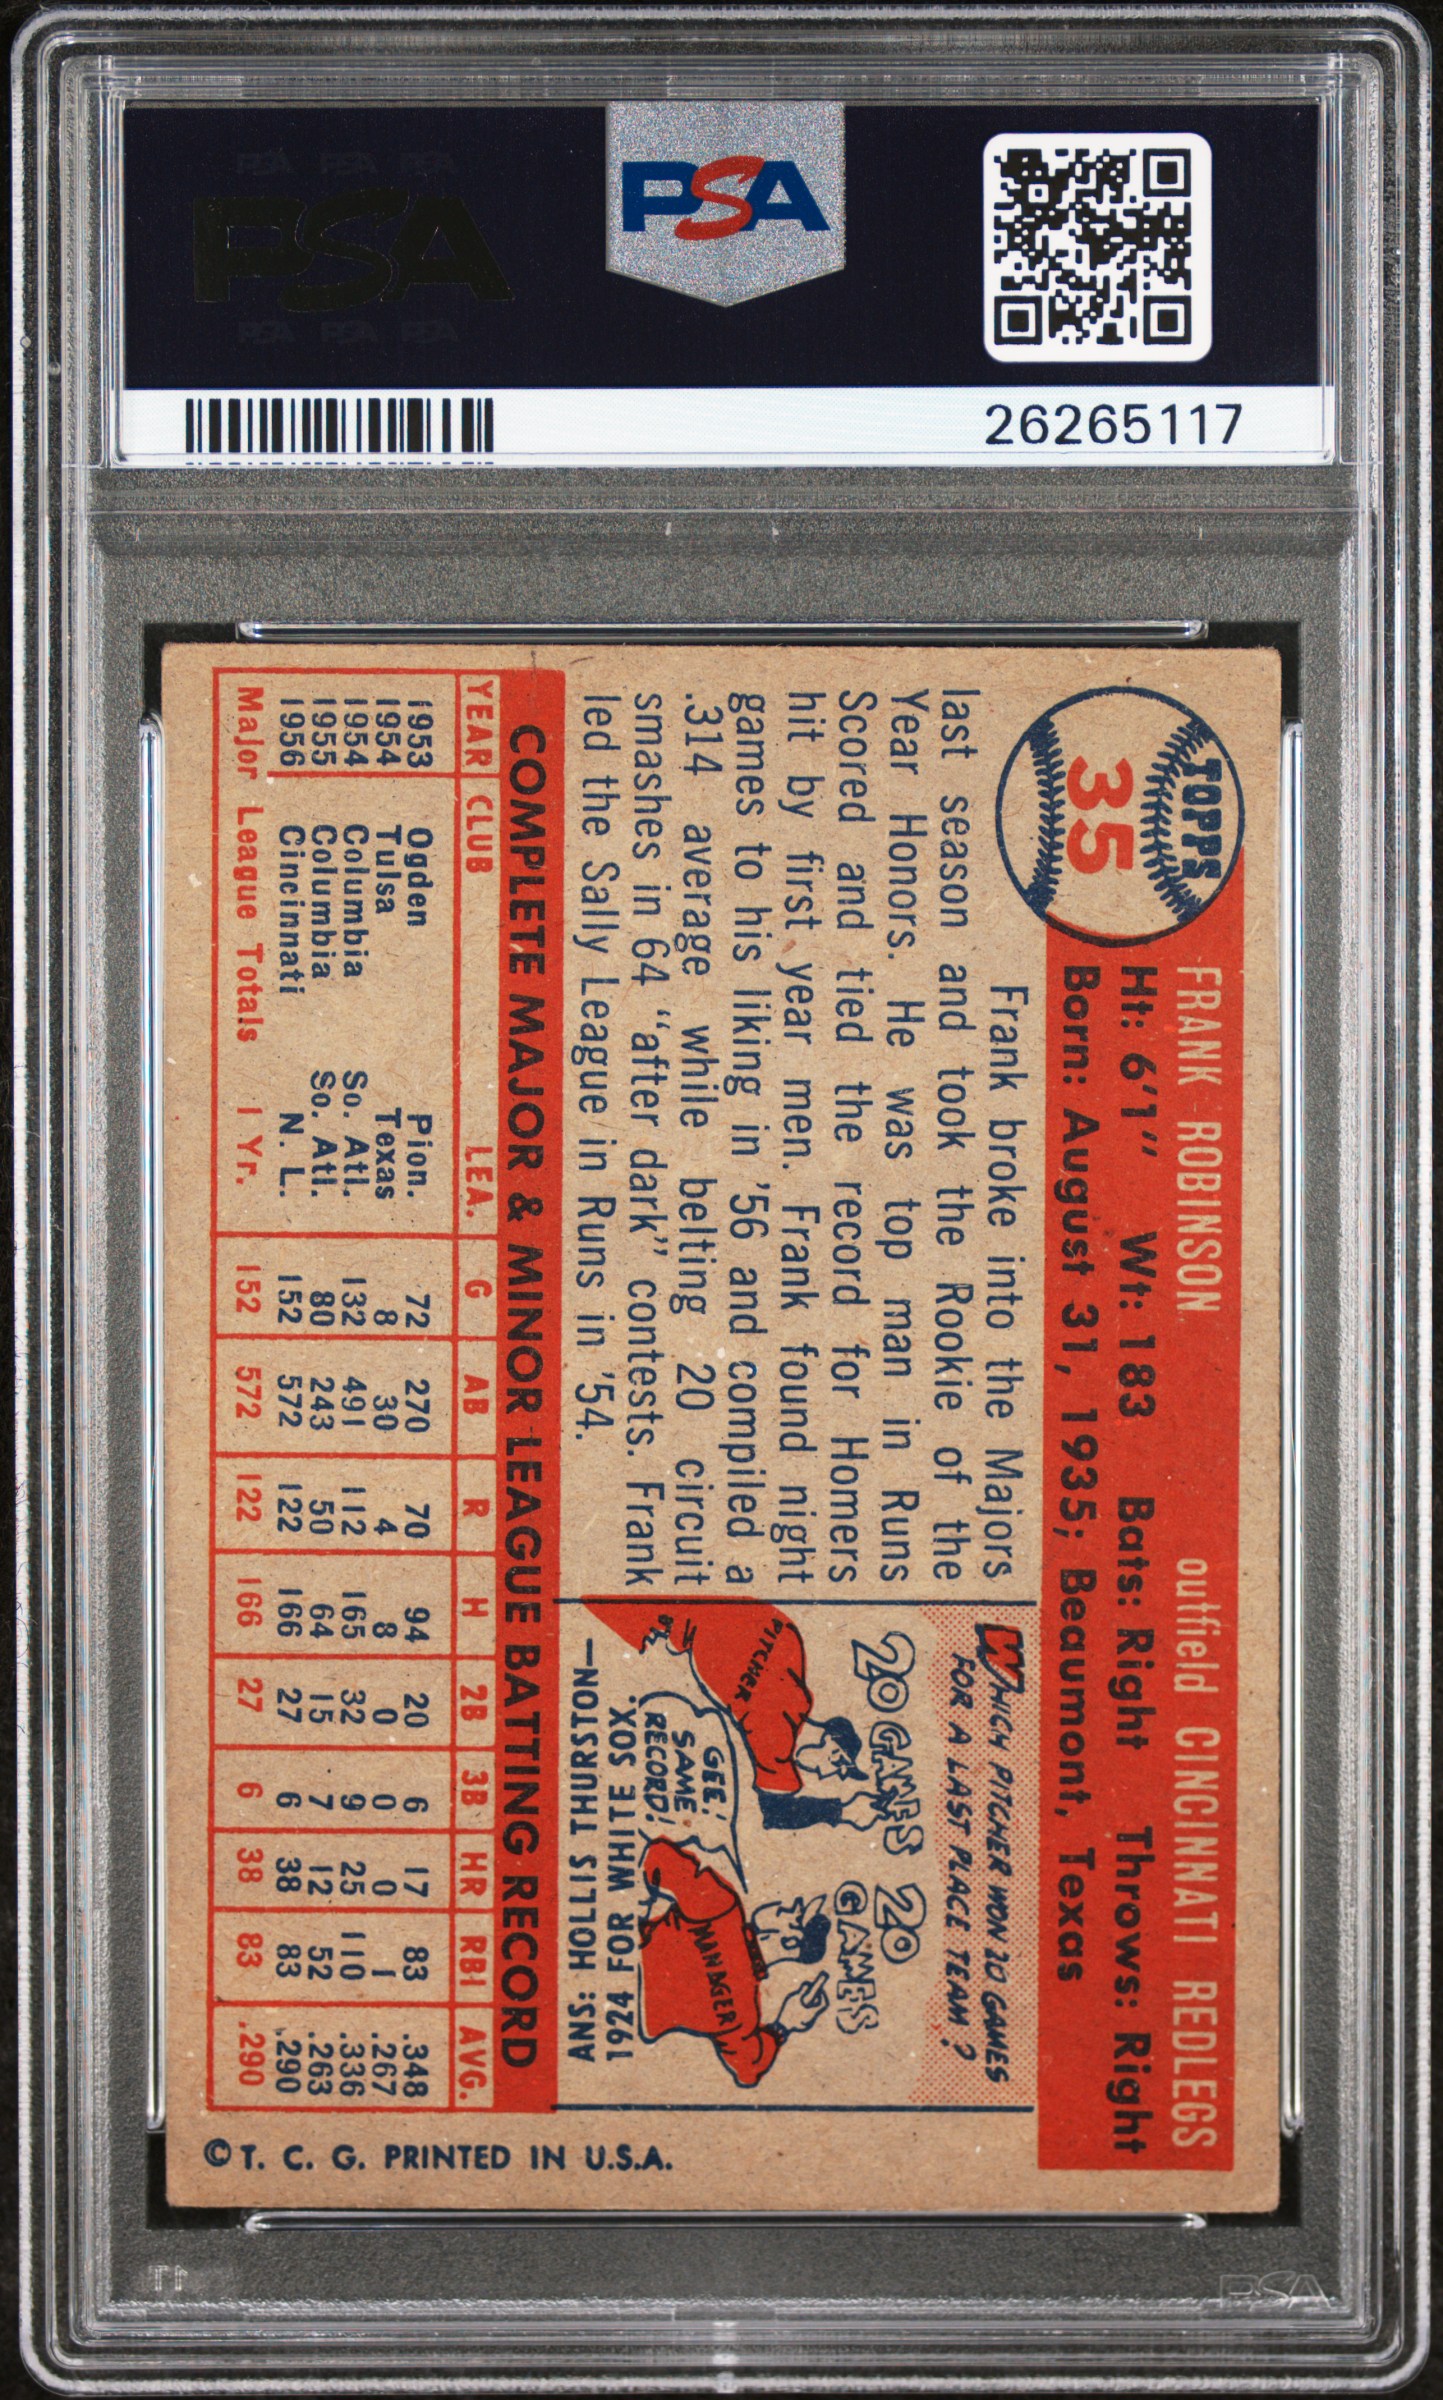 PSA PSA PSA
PSA
PSA PSA PSA
PSA
26265117
TOPPS
35
FRANK ROBINSON outfield CINCINNATI REDLEGS
Ht: 6'1" Wt: 183 Bats: Right Throws: Right
Born: August 31, 1935; Beaumont, Texas
Frank broke into the Majors
last season and took the Rookie of the
Year Honors. He was top man in Runs
Scored and tied the record for Homers
hit by first year men. Frank found night
games to his liking in '56 and compiled a
.314 average while belting 20 circuit
smashes in 64 "after dark" contests. Frank
led the Sally League in Runs in '54.
WHICH PITCHER WON 20 GAMES
FOR A LAST PLACE TEAM?
20 GAMES
20 GAMES
PITCHER
GEE!
SAME
RECORD!
MANAGER
ANS: HOLLIS THURSTON—
1924 FOR WHITE SOX.
COMPLETE MAJOR & MINOR LEAGUE BATTING RECORD
YEAR CLUB LEA. G AB R H 2B 3B HR RBI AVG.
1953 Ogden Pion. 72 270 70 94 20 6 17 83 .348
1954 Tulsa Texas 8 30 4 8 0 0 0 1 .267
1954 Columbia So. Atl. 132 491 112 165 32 9 25 110 .336
1955 Columbia So. Atl. 80 243 50 64 15 7 12 52 .263
1956 Cincinnati N. L. 152 572 122 166 27 6 38 83 .290
Major League Totals 1 Yr. 152 572 122 166 27 6 38 83 .290
© T. C. G. PRINTED IN U.S.A.
PSA